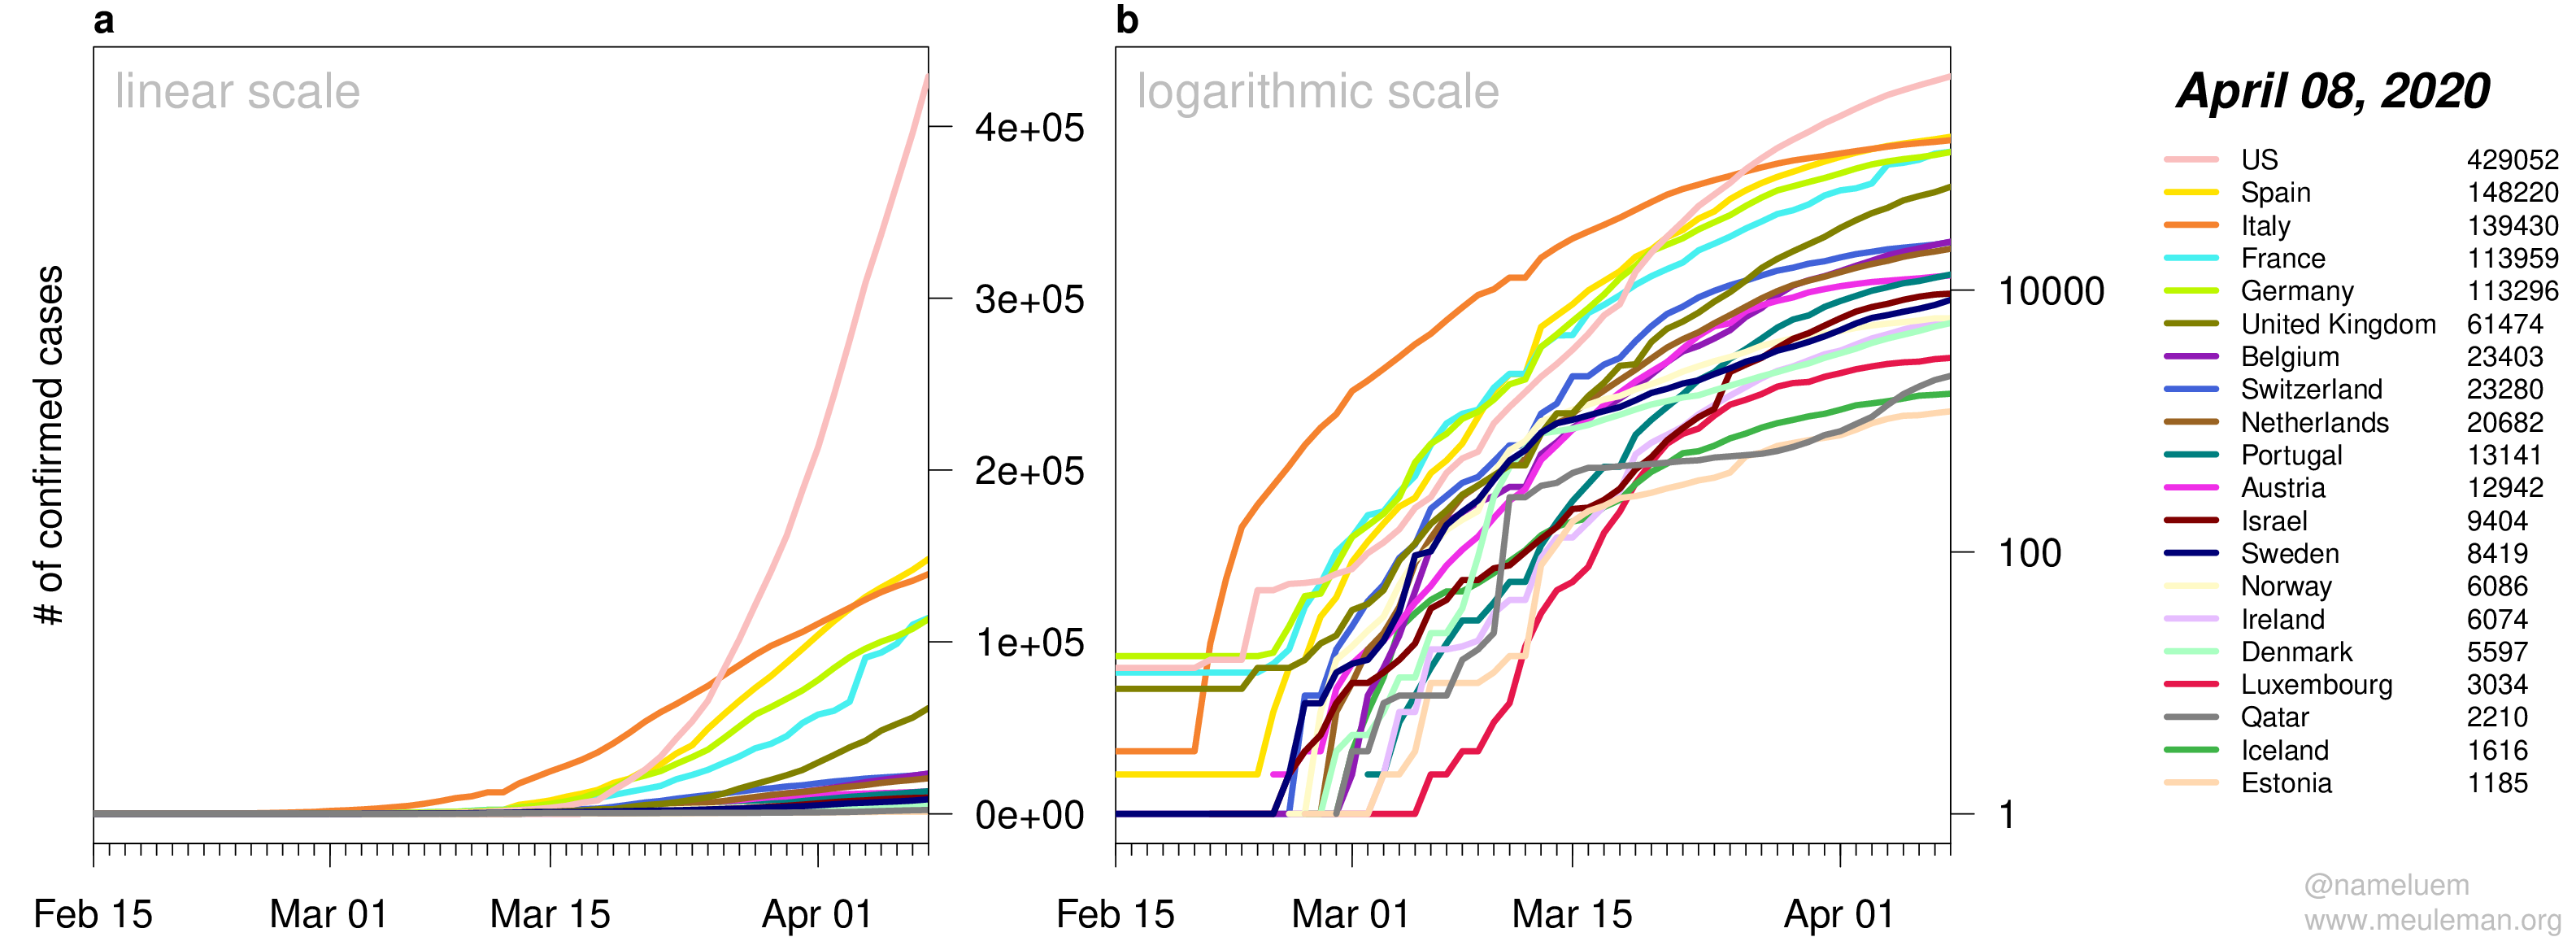 a
linear scale
# of confirmed cases
4e+05
3e+05
2e+05
1e+05
0e+00
Feb 15 Mar 01 Mar 15 Apr 01
b
logarithmic scale
10000
100
1
Feb 15 Mar 01 Mar 15 Apr 01
April 08, 2020
US 429052
Spain 148220
Italy 139430
France 113959
Germany 113296
United Kingdom 61474
Belgium 23403
Switzerland 23280
Netherlands 20682
Portugal 13141
Austria 12942
Israel 9404
Sweden 8419
Norway 6086
Ireland 6074
Denmark 5597
Luxembourg 3034
Qatar 2210
Iceland 1616
Estonia 1185
@nameluem
www.meuleman.org